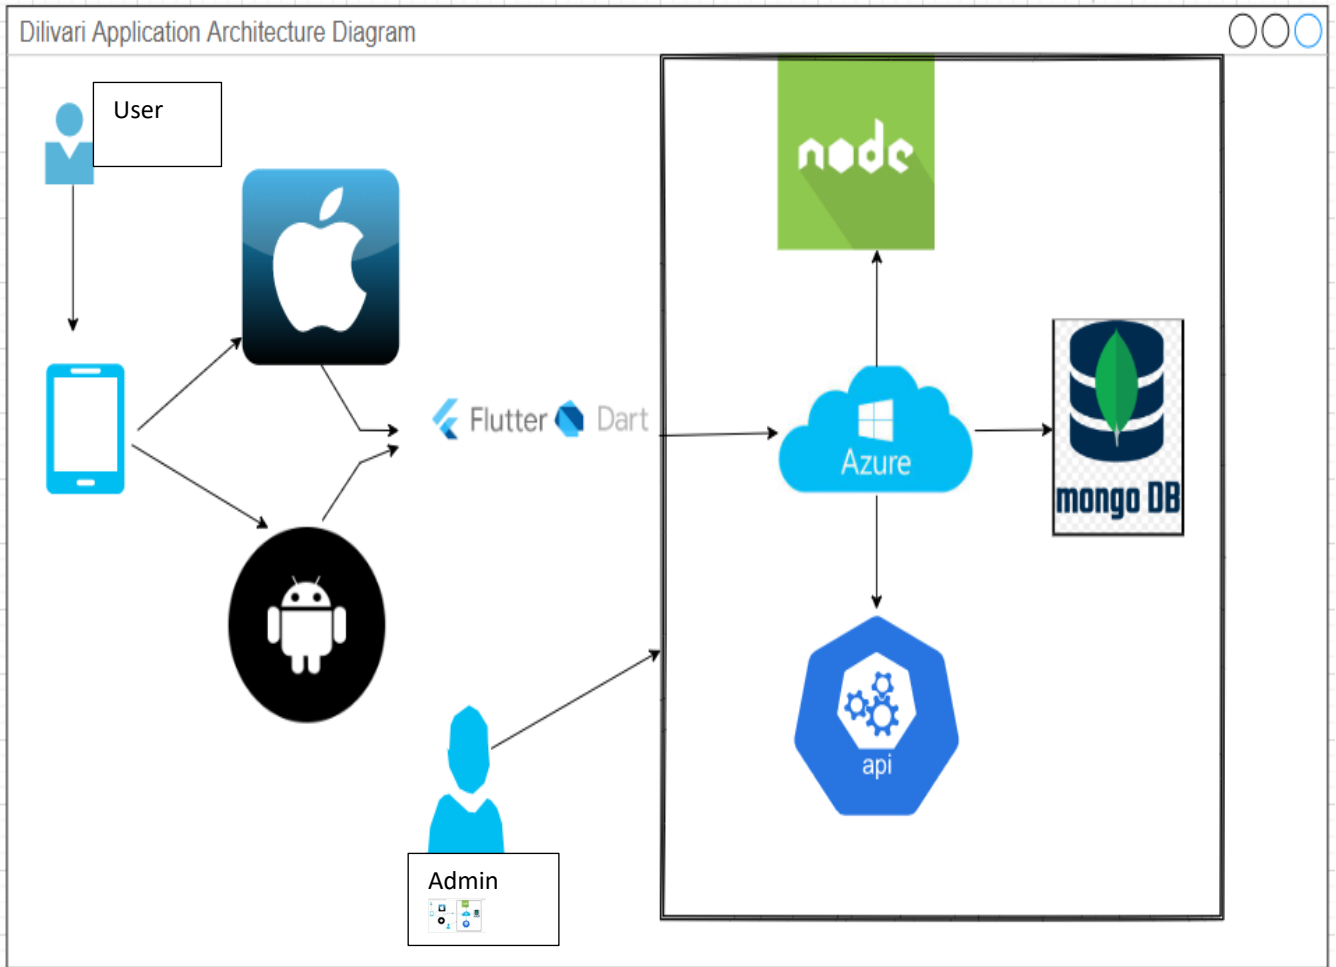 Dilivari Application Architecture Diagram
User
node
Flutter Dart
Azure
mongo DB
api
Admin